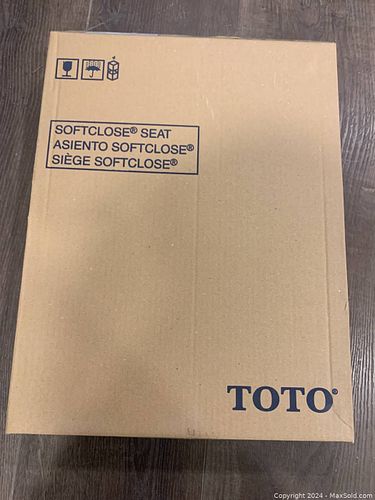 SOFTCLOSE® SEAT
ASIENTO SOFTCLOSE®
SIÈGE SOFTCLOSE®
TOTO®
Copyright 2024 - MaxSold.com